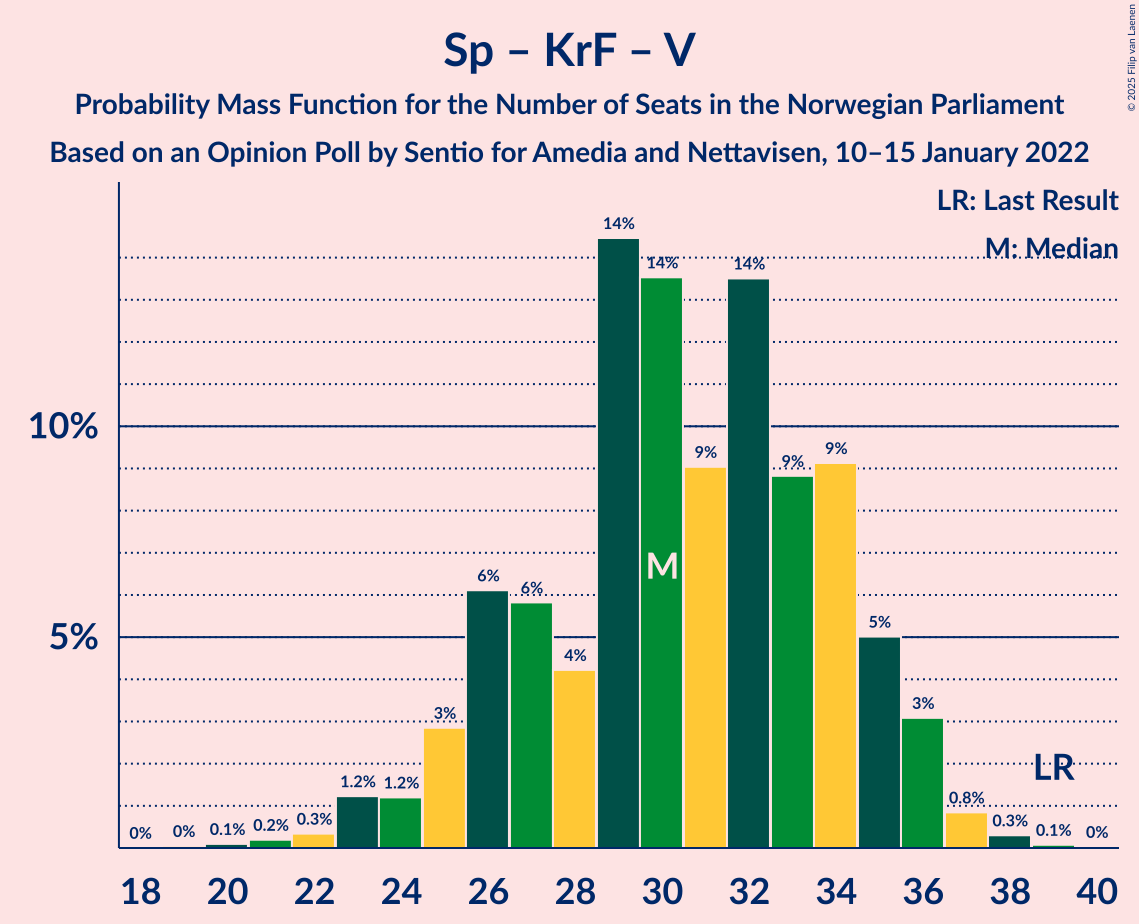 © 2025 Filip van Laenen
Sp – KrF – V
Probability Mass Function for the Number of Seats in the Norwegian Parliament
Based on an Opinion Poll by Sentio for Amedia and Nettavisen, 10–15 January 2022
LR: Last Result
M: Median
10%
5%
0%
0%
0.1%
0.2%
0.3%
1.2%
1.2%
3%
6%
6%
4%
14%
14%
9%
14%
9%
9%
5%
3%
0.8%
0.3%
0.1%
0%
M
LR
18 20 22 24 26 28 30 32 34 36 38 40